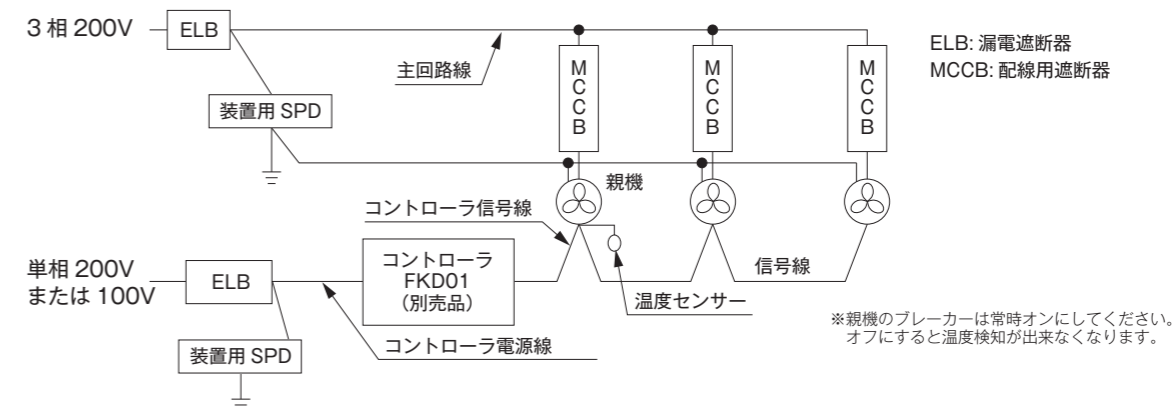 3 相 200V
ELB
主回路線
装置用 SPD
MCCB
MCCB
MCCB
ELB: 漏電遮断器
MCCB: 配線用遮断器
親機
コントローラ信号線
単相 200V
または 100V
ELB
コントローラ
FKD01
（別売品）
信号線
温度センサー
装置用 SPD
コントローラ電源線
※親機のブレーカーは常時オンにしてください。
オフにすると温度検知が出来なくなります。